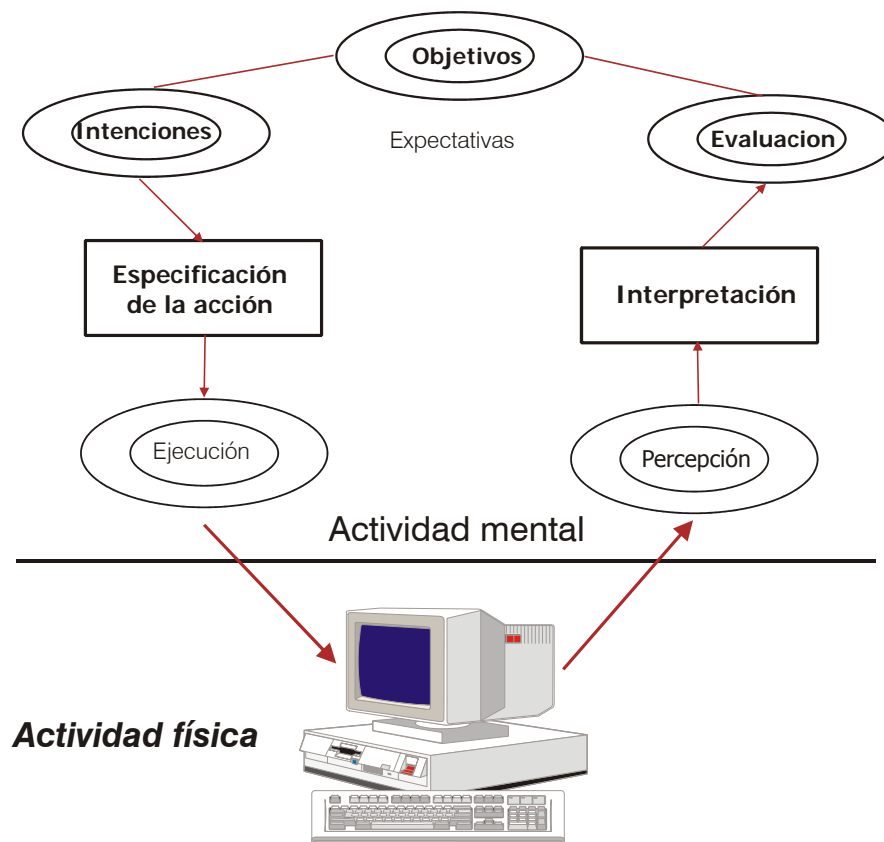 Objetivos
Intenciones
Expectativas
Evaluacion
Especificación
de la acción
Interpretación
Ejecución
Percepción
Actividad mental
Actividad física